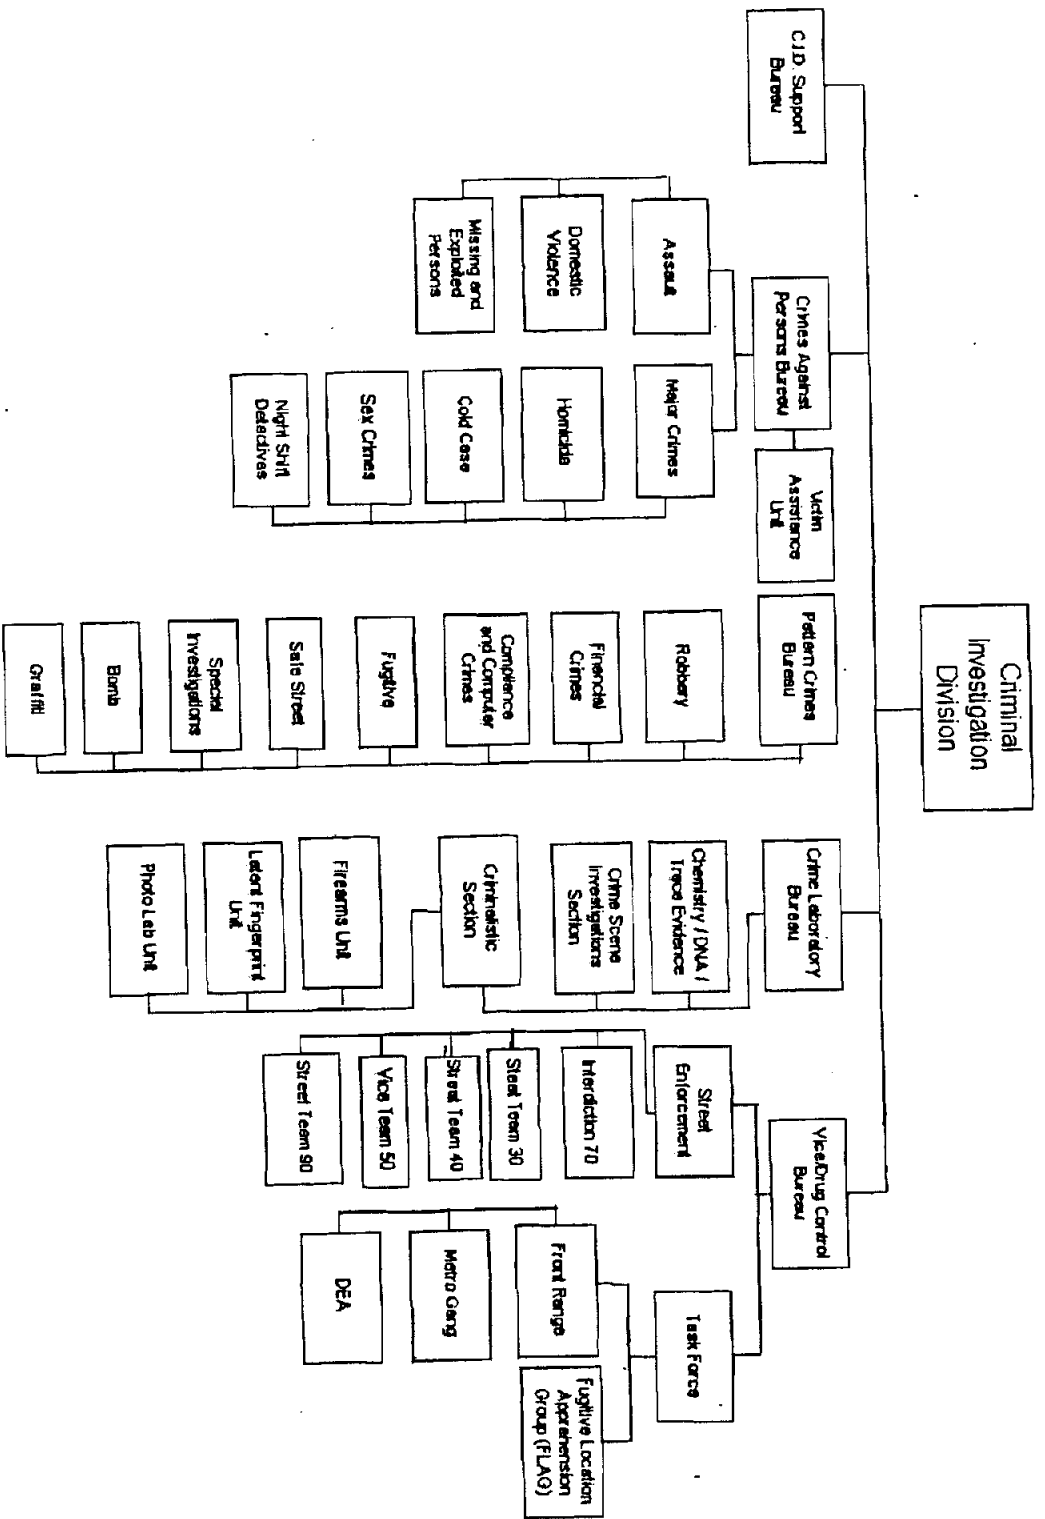 Criminal
Investigation
Division
C.I.D. Support
Bureau
Crimes Against
Persons Bureau
Victim
Assistance
Unit
Pattern Crimes
Bureau
Crime Laboratory
Bureau
Vice/Drug Control
Bureau
Assault
Domestic
Violence
Missing and
Exploited
Persons
Major Crimes
Homicide
Cold Case
Sex Crimes
Night Shift
Detectives
Robbery
Financial
Crimes
Compliance
and Computer
Crimes
Fugitive
Safe Street
Special
Investigations
Bomb
Graffiti
Chemistry / DNA /
Trace Evidence
Crime Scene
Investigations
Section
Criminalistic
Section
Firearms Unit
Latent Fingerprint
Unit
Photo Lab Unit
Street
Enforcement
Interdiction 70
Steet Team 30
Street Team 40
Vice Team 50
Street Team 90
Task Force
Front Range
Metro Gang
DEA
Fugitive Location
Apprehension
Group (FLAG)